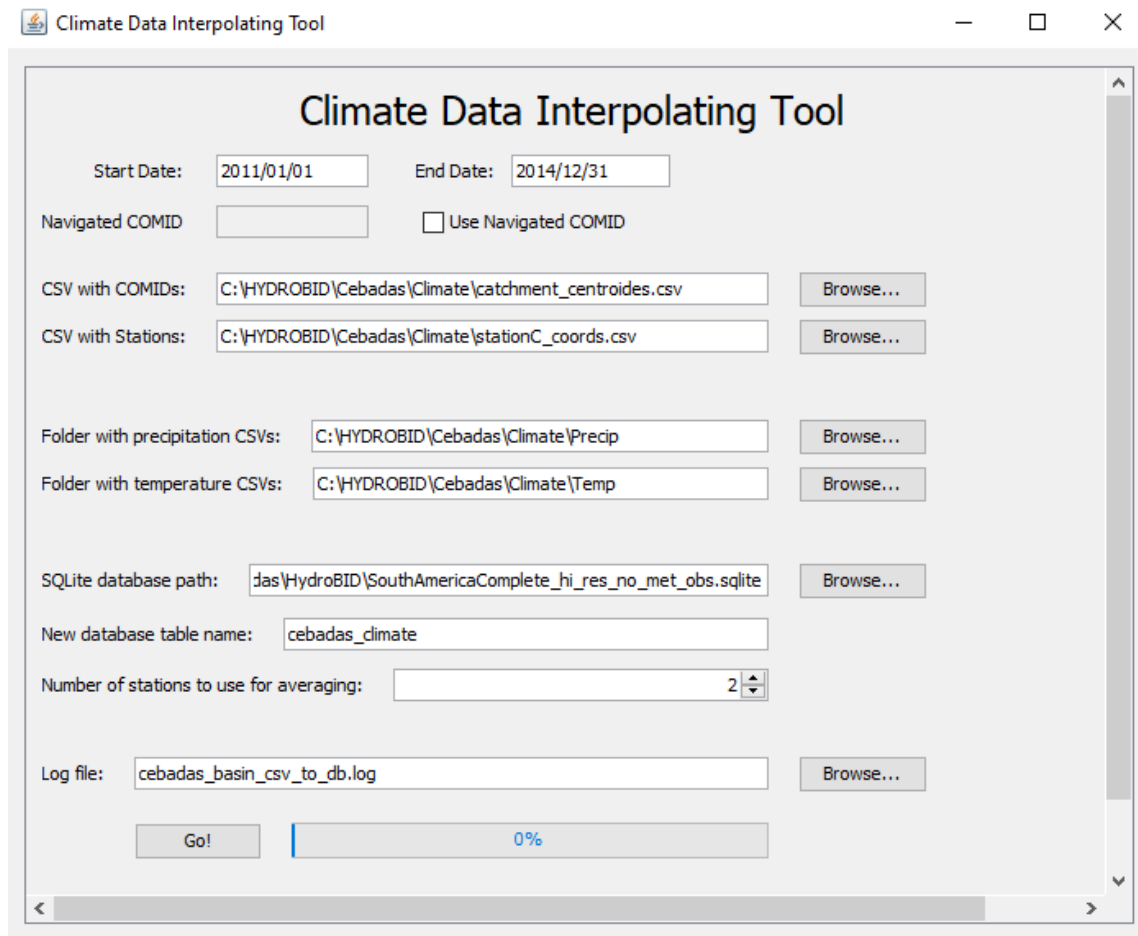 Climate Data Interpolating Tool
Climate Data Interpolating Tool
Start Date: 2011/01/01 End Date: 2014/12/31
Navigated COMID Use Navigated COMID
CSV with COMIDs: C:\HYDROBID\Cebadas\Climate\catchment_centroides.csv Browse...
CSV with Stations: C:\HYDROBID\Cebadas\Climate\stationC_coords.csv Browse...
Folder with precipitation CSVs: C:\HYDROBID\Cebadas\Climate\Precip Browse...
Folder with temperature CSVs: C:\HYDROBID\Cebadas\Climate\Temp Browse...
SQLite database path: das\HydroBID\SouthAmericaComplete_hi_res_no_met_obs.sqlite Browse...
New database table name: cebadas_climate
Number of stations to use for averaging: 2
Log file: cebadas_basin_csv_to_db.log Browse...
Go! 0%